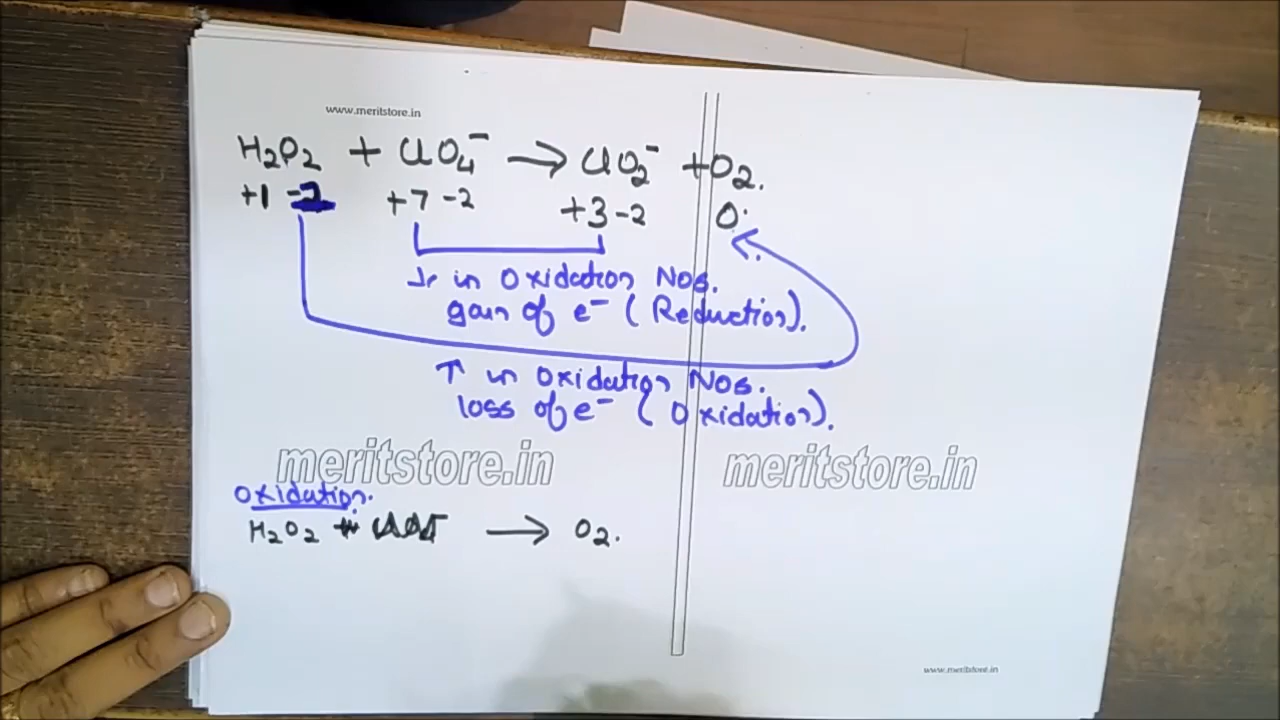 www.meritstore.in
H₂O₂ + ClO₄⁻ → ClO₂⁻ + O₂.
+1 -2 +7 -2 +3 -2 0.
↓ in Oxidation Nos.
gain of e⁻ (Reduction).
↑ in Oxidation Nos.
loss of e⁻ (Oxidation).
meritstore.in meritstore.in
Oxidation.
H₂O₂ → O₂.
www.meritstore.in